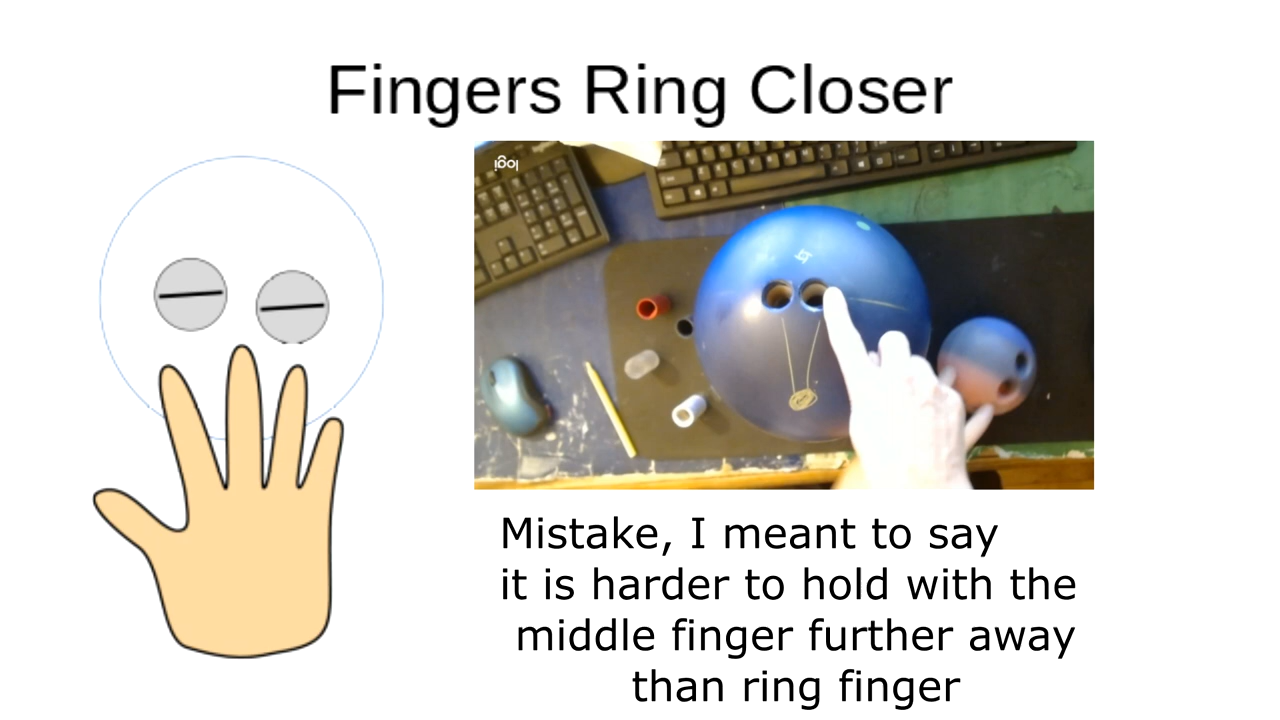 Fingers Ring Closer
logi
Mistake, I meant to say
it is harder to hold with the
middle finger further away
than ring finger